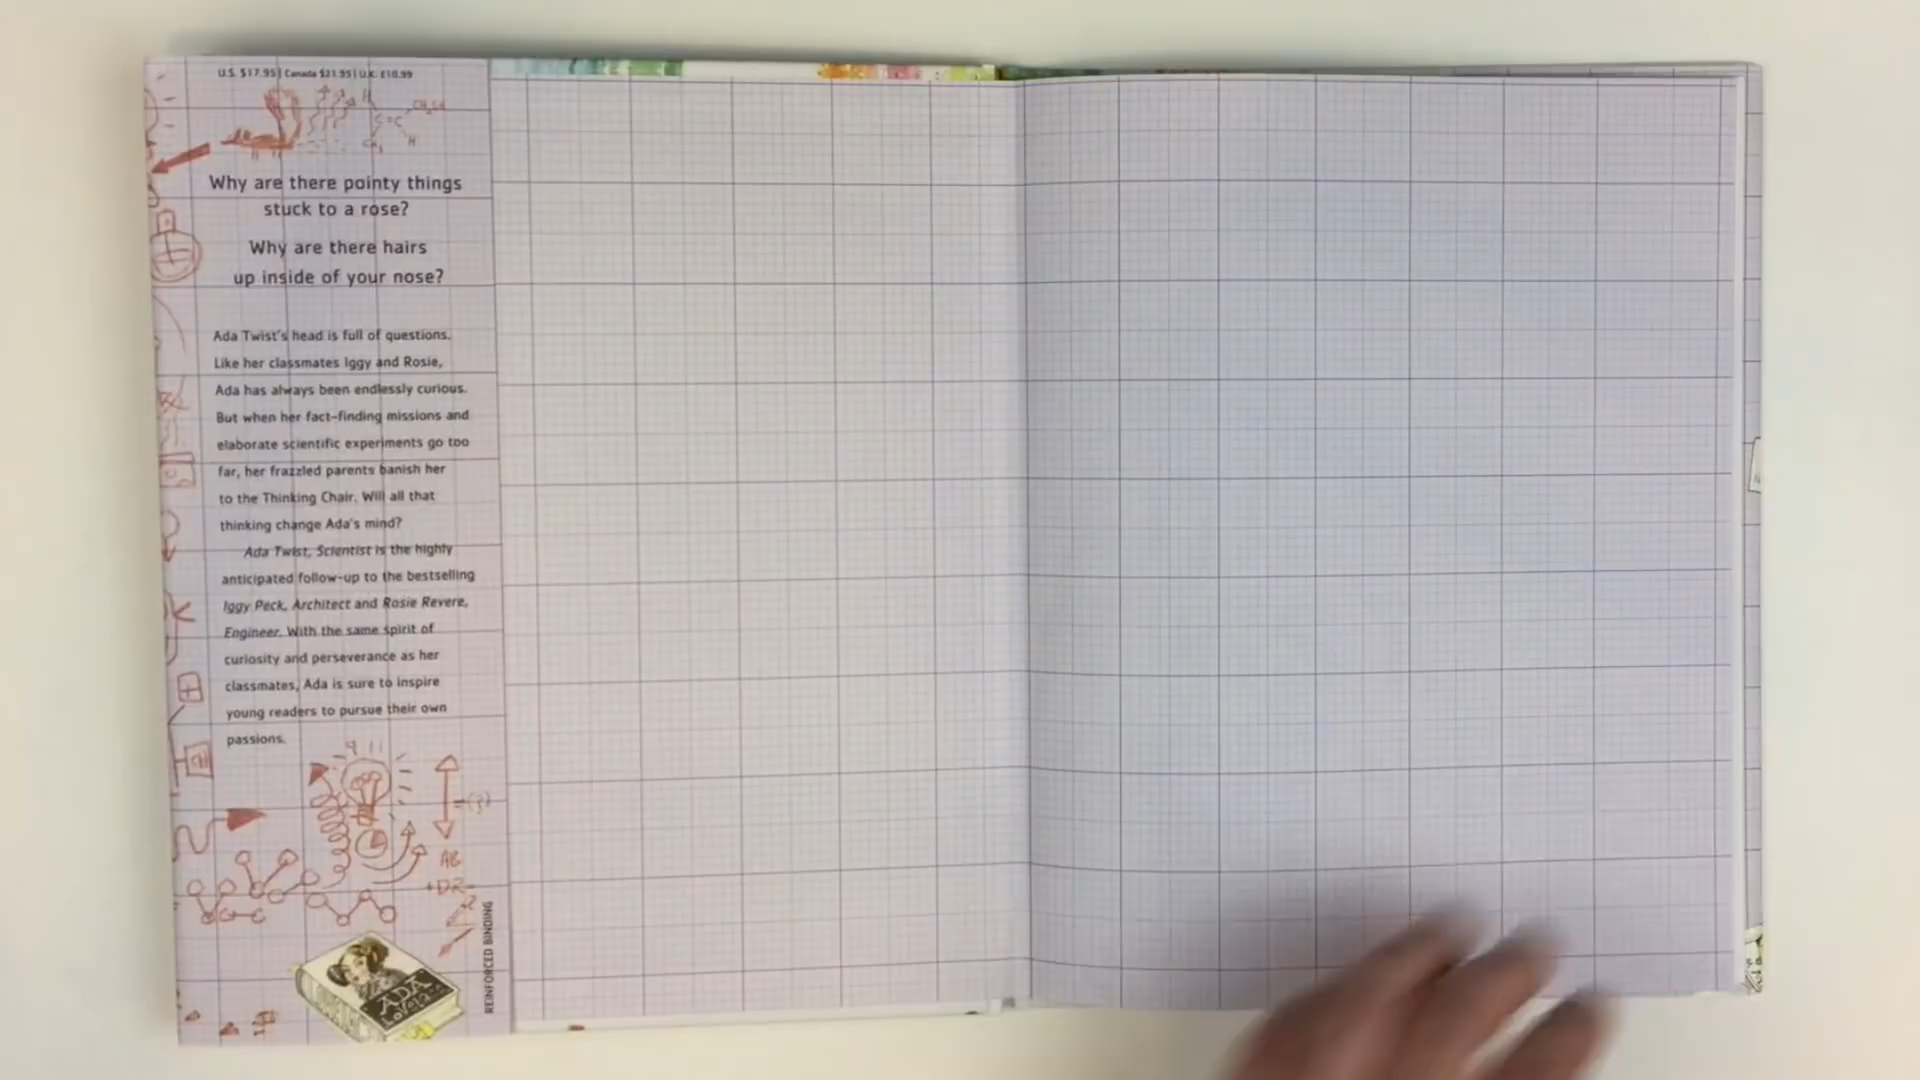 U.S. $17.95 | Canada $21.95 | U.K. £10.99
Why are there pointy things
stuck to a rose?
Why are there hairs
up inside of your nose?
Ada Twist's head is full of questions.
Like her classmates Iggy and Rosie,
Ada has always been endlessly curious.
But when her fact-finding missions and
elaborate scientific experiments go too
far, her frazzled parents banish her
to the Thinking Chair. Will all that
thinking change Ada's mind?
Ada Twist, Scientist is the highly
anticipated follow-up to the bestselling
Iggy Peck, Architect and Rosie Revere,
Engineer. With the same spirit of
curiosity and perseverance as her
classmates, Ada is sure to inspire
young readers to pursue their own
passions.
ADA
Lovelace
REINFORCED BINDING